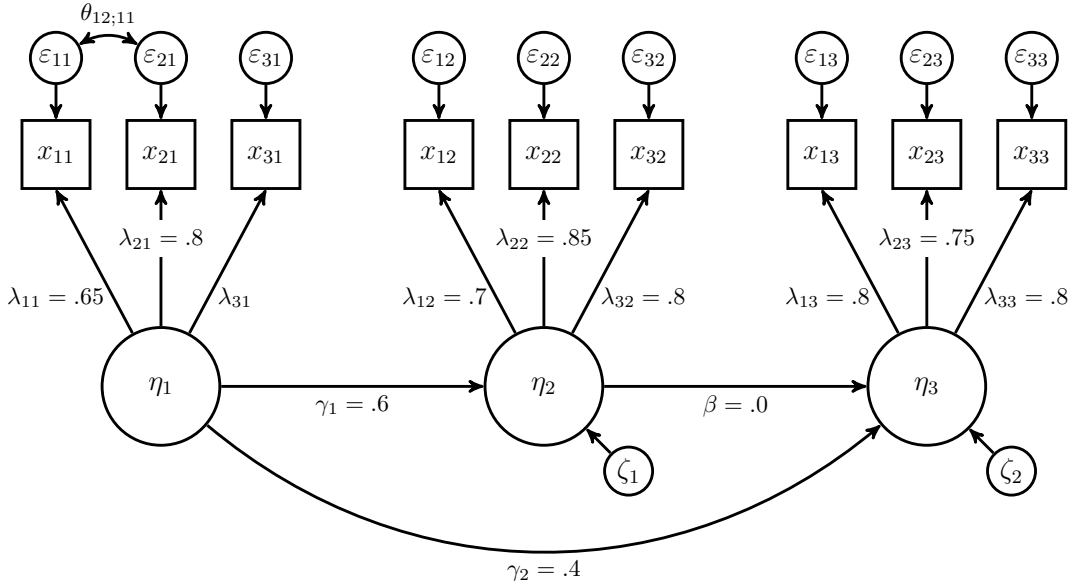 θ12;11
ε11 ε21 ε31 ε12 ε22 ε32 ε13 ε23 ε33
x11 x21 x31 x12 x22 x32 x13 x23 x33
λ21 = .8 λ22 = .85 λ23 = .75
λ11 = .65 λ31 λ12 = .7 λ32 = .8 λ13 = .8 λ33 = .8
η1 η2 η3
γ1 = .6 β = .0
ζ1 ζ2
γ2 = .4